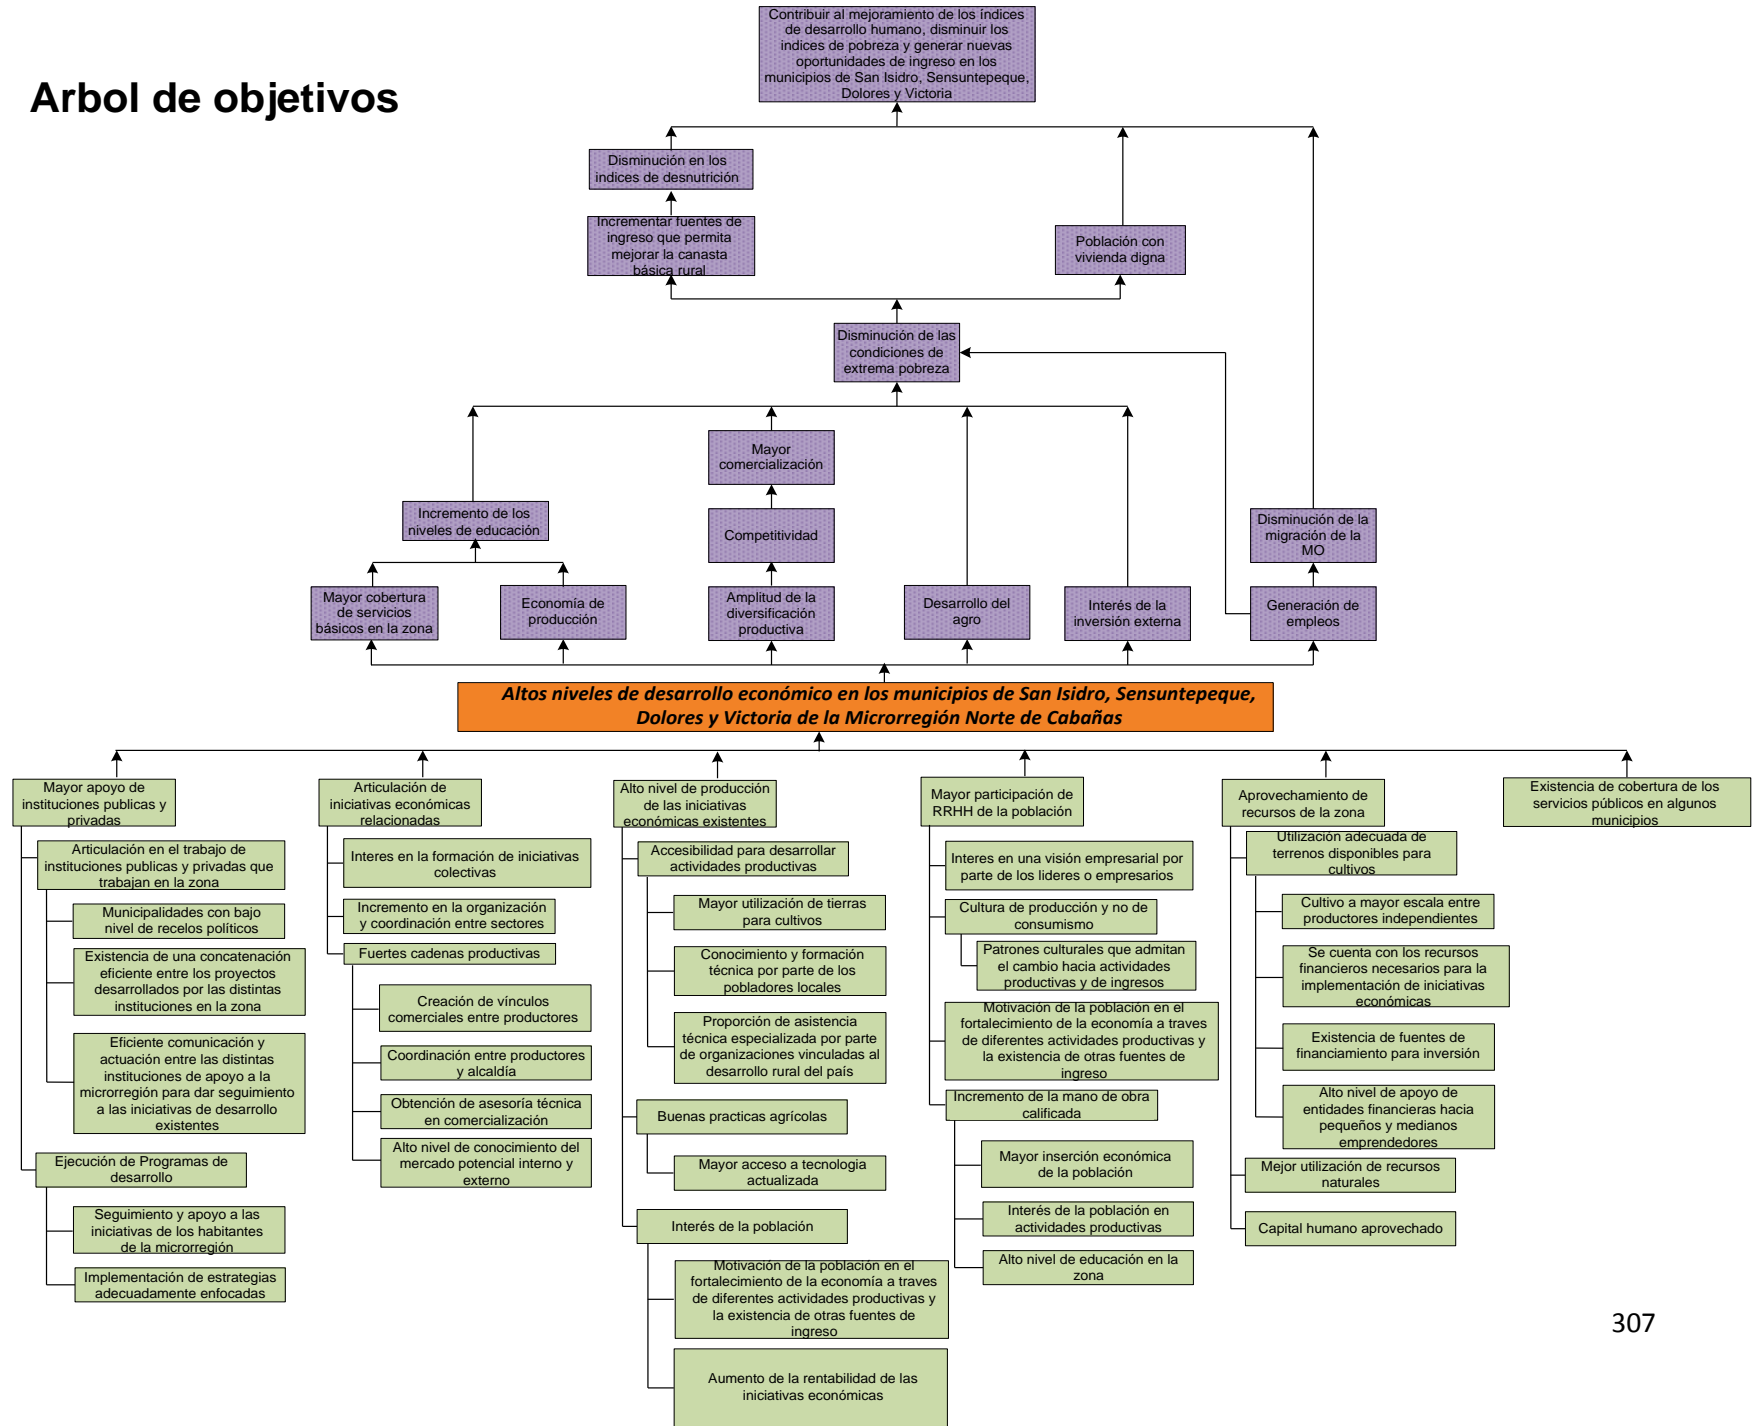 Contribuir al mejoramiento de los índices
de desarrollo humano, disminuir los
indices de pobreza y generar nuevas
oportunidades de ingreso en los
municipios de San Isidro, Sensuntepeque,
Dolores y Victoria
Arbol de objetivos
Disminución en los
indices de desnutrición
Incrementar fuentes de
ingreso que permita
mejorar la canasta
básica rural
Población con
vivienda digna
Disminución de las
condiciones de
extrema pobreza
Mayor
comercialización
Incremento de los
niveles de educación
Competitividad
Disminución de la
migración de la
MO
Mayor cobertura
de servicios
básicos en la zona
Economía de
producción
Amplitud de la
diversificación
productiva
Desarrollo del
agro
Interés de la
inversión externa
Generación de
empleos
Altos niveles de desarrollo económico en los municipios de San Isidro, Sensuntepeque,
Dolores y Victoria de la Microrregión Norte de Cabañas
Mayor apoyo de
instituciones publicas y
privadas
Articulación en el trabajo de
instituciones publicas y privadas que
trabajan en la zona
Municipalidades con bajo
nivel de recelos políticos
Existencia de una concatenación
eficiente entre los proyectos
desarrollados por las distintas
instituciones en la zona
Eficiente comunicación y
actuación entre las distintas
instituciones de apoyo a la
microrregión para dar seguimiento
a las iniciativas de desarrollo
existentes
Ejecución de Programas de
desarrollo
Seguimiento y apoyo a las
iniciativas de los habitantes
de la microrregión
Implementación de estrategias
adecuadamente enfocadas
Articulación de
iniciativas económicas
relacionadas
Interes en la formación de iniciativas
colectivas
Incremento en la organización
y coordinación entre sectores
Fuertes cadenas productivas
Creación de vínculos
comerciales entre productores
Coordinación entre productores
y alcaldía
Obtención de asesoría técnica
en comercialización
Alto nivel de conocimiento del
mercado potencial interno y
externo
Alto nivel de producción
de las iniciativas
económicas existentes
Accesibilidad para desarrollar
actividades productivas
Mayor utilización de tierras
para cultivos
Conocimiento y formación
técnica por parte de los
pobladores locales
Proporción de asistencia
técnica especializada por parte
de organizaciones vinculadas al
desarrollo rural del país
Buenas practicas agrícolas
Mayor acceso a tecnologia
actualizada
Interés de la población
Motivación de la población en el
fortalecimiento de la economía a traves
de diferentes actividades productivas y
la existencia de otras fuentes de
ingreso
Aumento de la rentabilidad de las
iniciativas económicas
Mayor participación de
RRHH de la población
Interes en una visión empresarial por
parte de los lideres o empresarios
Cultura de producción y no de
consumismo
Patrones culturales que admitan
el cambio hacia actividades
productivas y de ingresos
Motivación de la población en el
fortalecimiento de la economía a traves
de diferentes actividades productivas y
la existencia de otras fuentes de
ingreso
Incremento de la mano de obra
calificada
Mayor inserción económica
de la población
Interés de la población en
actividades productivas
Alto nivel de educación en la
zona
Aprovechamiento de
recursos de la zona
Utilización adecuada de
terrenos disponibles para
cultivos
Cultivo a mayor escala entre
productores independientes
Se cuenta con los recursos
financieros necesarios para la
implementación de iniciativas
económicas
Existencia de fuentes de
financiamiento para inversión
Alto nivel de apoyo de
entidades financieras hacia
pequeños y medianos
emprendedores
Mejor utilización de recursos
naturales
Capital humano aprovechado
Existencia de cobertura de los
servicios públicos en algunos
municipios
307